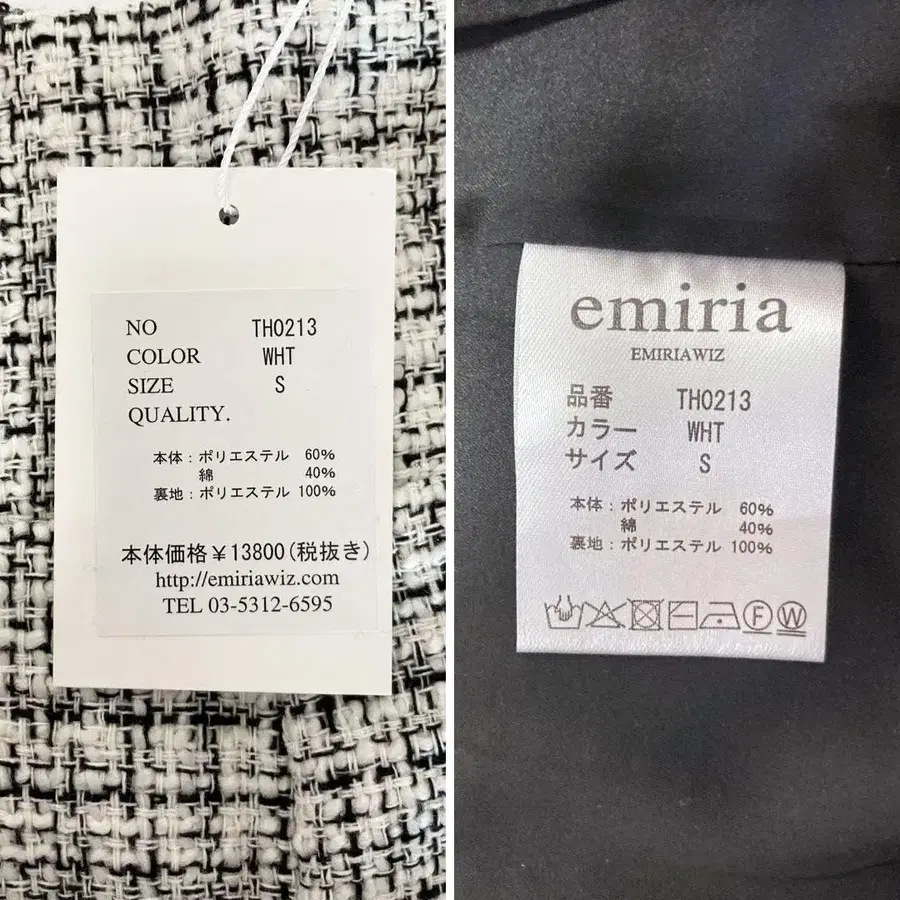 NO TH0213
COLOR WHT
SIZE S
QUALITY.
本体：ポリエステル 60%
綿 40%
裏地：ポリエステル 100%
本体価格￥13800(税抜き)
http://emiriawiz.com
TEL 03-5312-6595
emiria
EMIRIAWIZ
品番 TH0213
カラー WHT
サイズ S
本体：ポリエステル 60%
綿 40%
裏地：ポリエステル 100%
F W